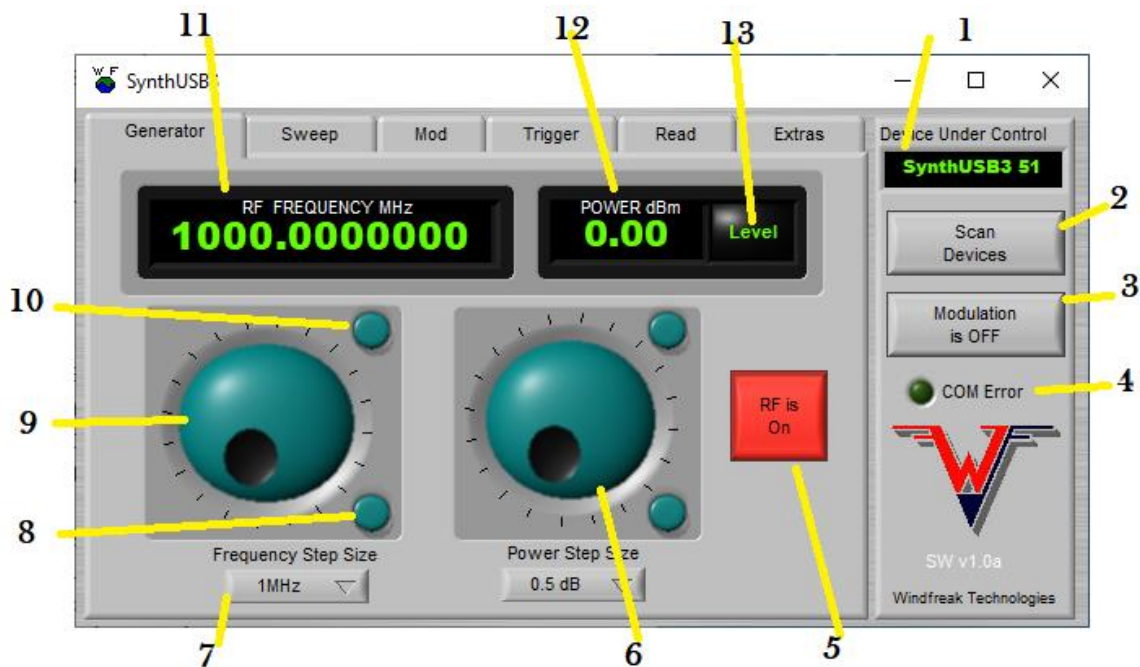 11
12
13
1
W F
SynthUSB3
Generator
Sweep
Mod
Trigger
Read
Extras
Device Under Control
SynthUSB3 51
RF FREQUENCY MHz
1000.0000000
POWER dBm
0.00
Level
2
Scan
Devices
3
Modulation
is OFF
10
4
COM Error
9
RF is
On
8
Frequency Step Size
Power Step Size
1MHz
0.5 dB
SW v1.0a
Windfreak Technologies
7
6
5